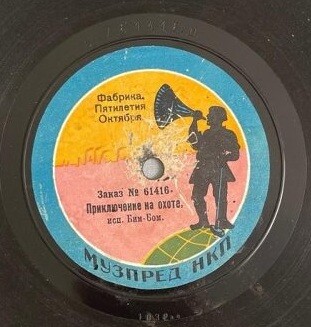 Фабрика.
Пятилетия
Октября.
Заказ № 61416.
Приключение на охоте.
исп. Бим-Бом.
МУЗПРЕД НКП